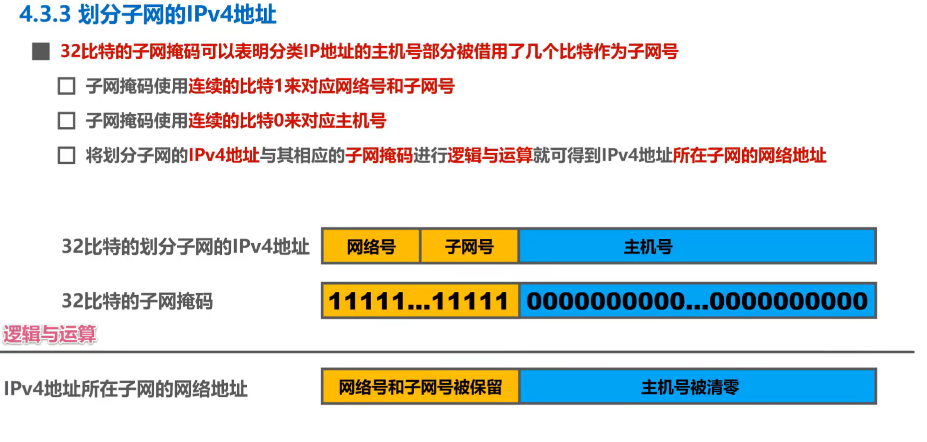 4.3.3 划分子网的IPv4地址
32比特的子网掩码可以表明分类IP地址的主机号部分被借用了几个比特作为子网号
子网掩码使用连续的比特1来对应网络号和子网号
子网掩码使用连续的比特0来对应主机号
将划分子网的IPv4地址与其相应的子网掩码进行逻辑与运算就可得到IPv4地址所在子网的网络地址
32比特的划分子网的IPv4地址 网络号 子网号 主机号
32比特的子网掩码 11111...11111 0000000000...0000000000
逻辑与运算
IPv4地址所在子网的网络地址 网络号和子网号被保留 主机号被清零